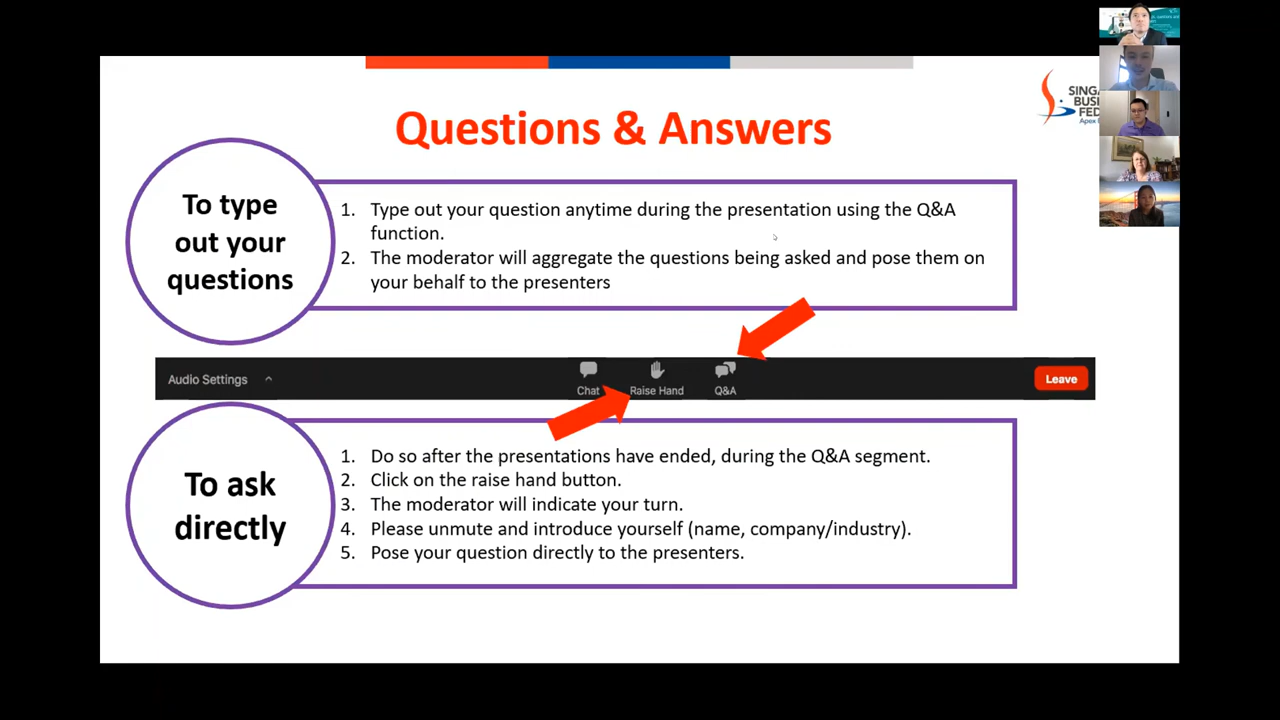 Questions & Answers
SING
BUSI
FED
Apex
To type
out your
questions
1. Type out your question anytime during the presentation using the Q&A
function.
2. The moderator will aggregate the questions being asked and pose them on
your behalf to the presenters
Audio Settings
Chat
Raise Hand
Q&A
Leave
To ask
directly
1. Do so after the presentations have ended, during the Q&A segment.
2. Click on the raise hand button.
3. The moderator will indicate your turn.
4. Please unmute and introduce yourself (name, company/industry).
5. Pose your question directly to the presenters.